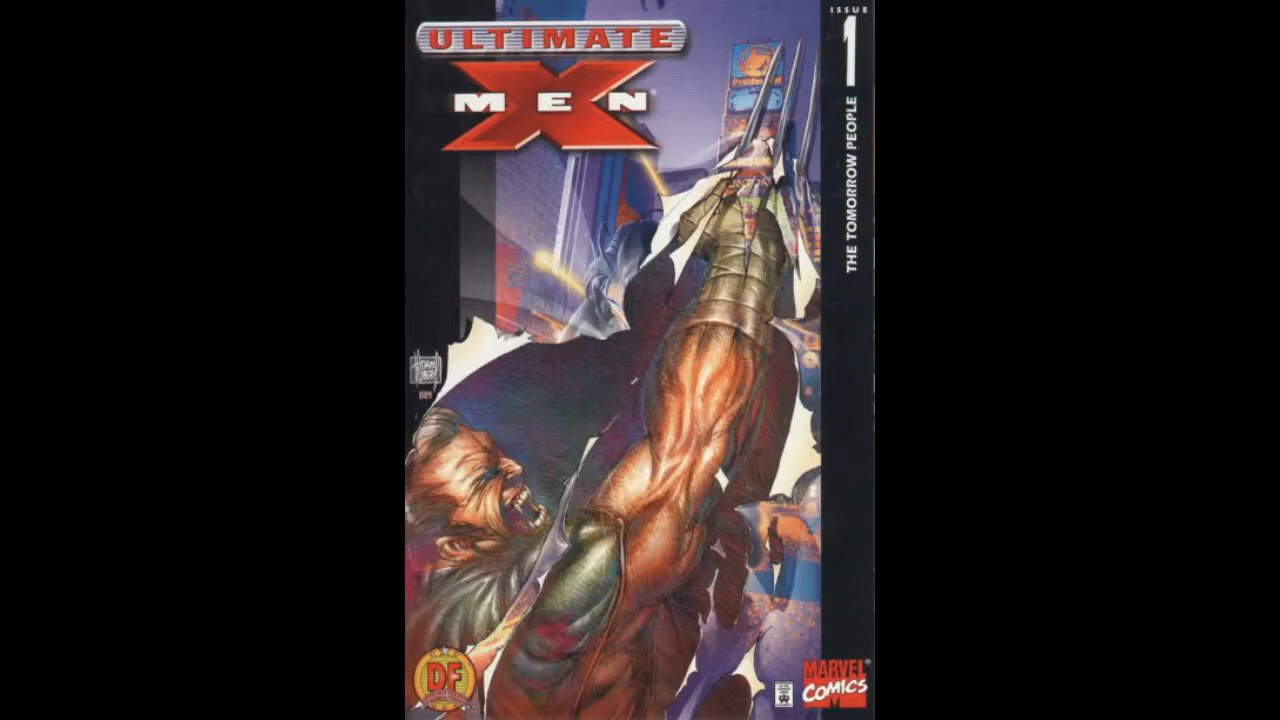 ISSUE
1
THE TOMORROW PEOPLE
ULTIMATE
X
MEN
DF
MARVEL®
COMICS